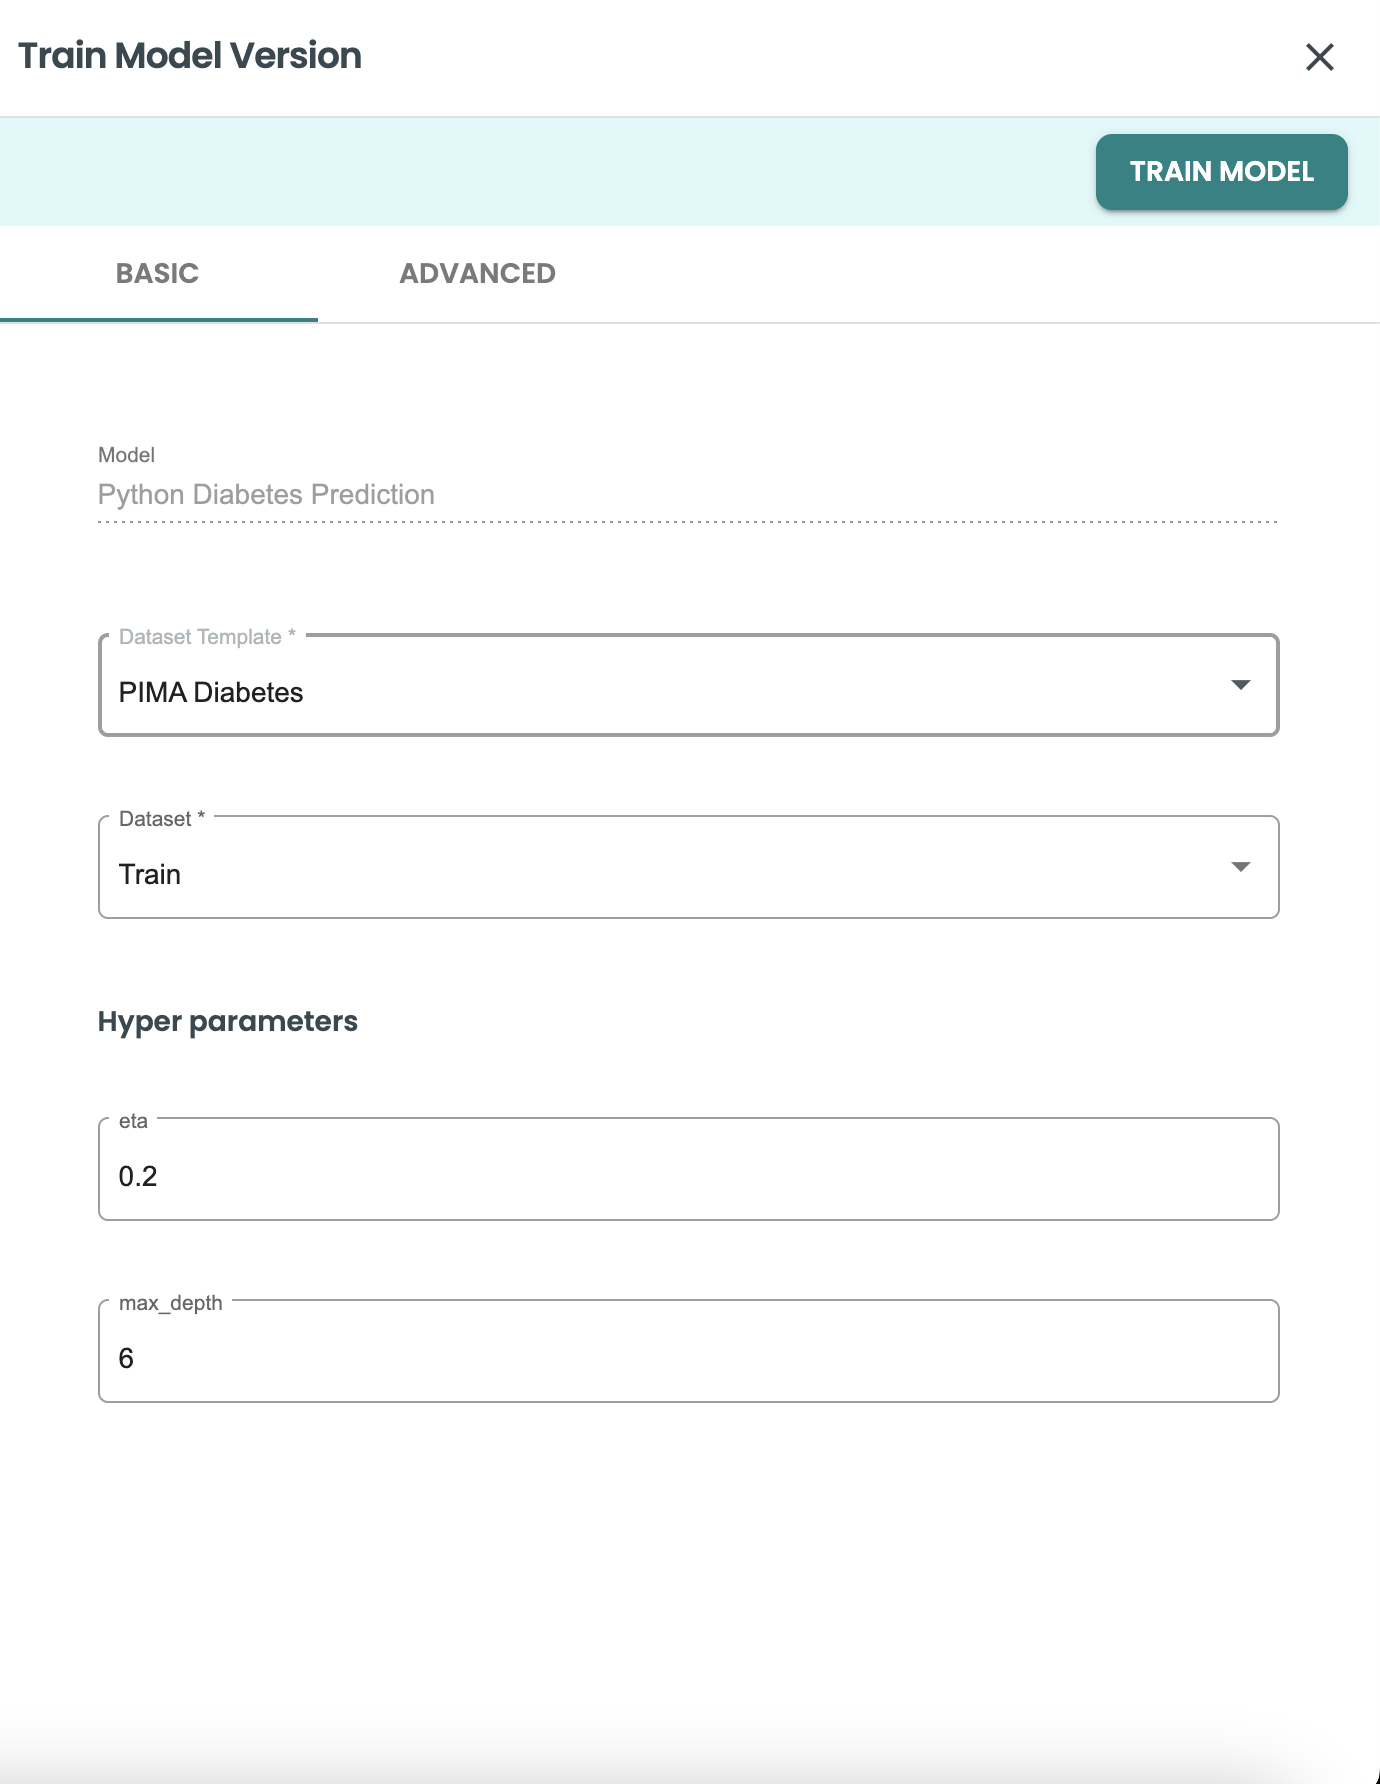 Train Model Version
TRAIN MODEL
BASIC ADVANCED
Model
Python Diabetes Prediction
Dataset Template *
PIMA Diabetes
Dataset *
Train
Hyper parameters
eta
0.2
max_depth
6